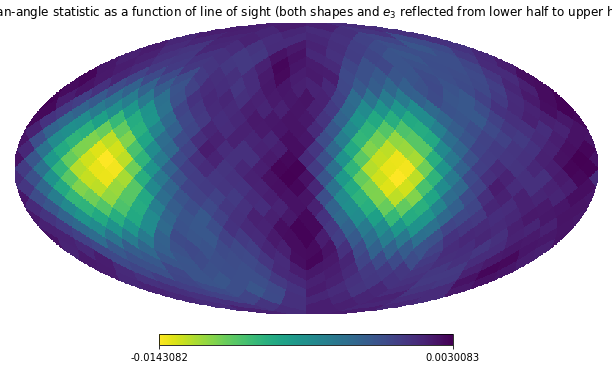 an-angle statistic as a function of line of sight (both shapes and e₃ reflected from lower half to upper h
-0.0143082 0.0030083